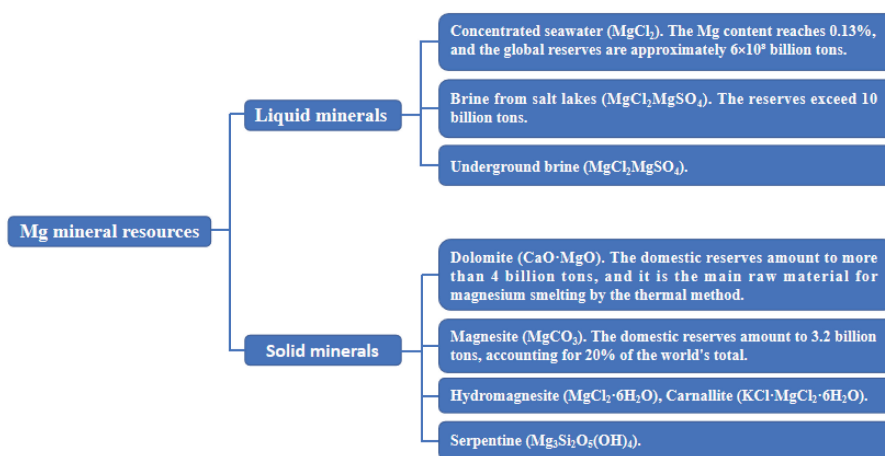 Concentrated seawater (MgCl₂). The Mg content reaches 0.13%,
and the global reserves are approximately 6×10⁸ billion tons.
Liquid minerals
Brine from salt lakes (MgCl₂MgSO₄). The reserves exceed 10
billion tons.
Underground brine (MgCl₂MgSO₄).
Mg mineral resources
Dolomite (CaO·MgO). The domestic reserves amount to more
than 4 billion tons, and it is the main raw material for
magnesium smelting by the thermal method.
Solid minerals
Magnesite (MgCO₃). The domestic reserves amount to 3.2 billion
tons, accounting for 20% of the world's total.
Hydromagnesite (MgCl₂·6H₂O), Carnallite (KCl·MgCl₂·6H₂O).
Serpentine (Mg₃Si₂O₅(OH)₄).